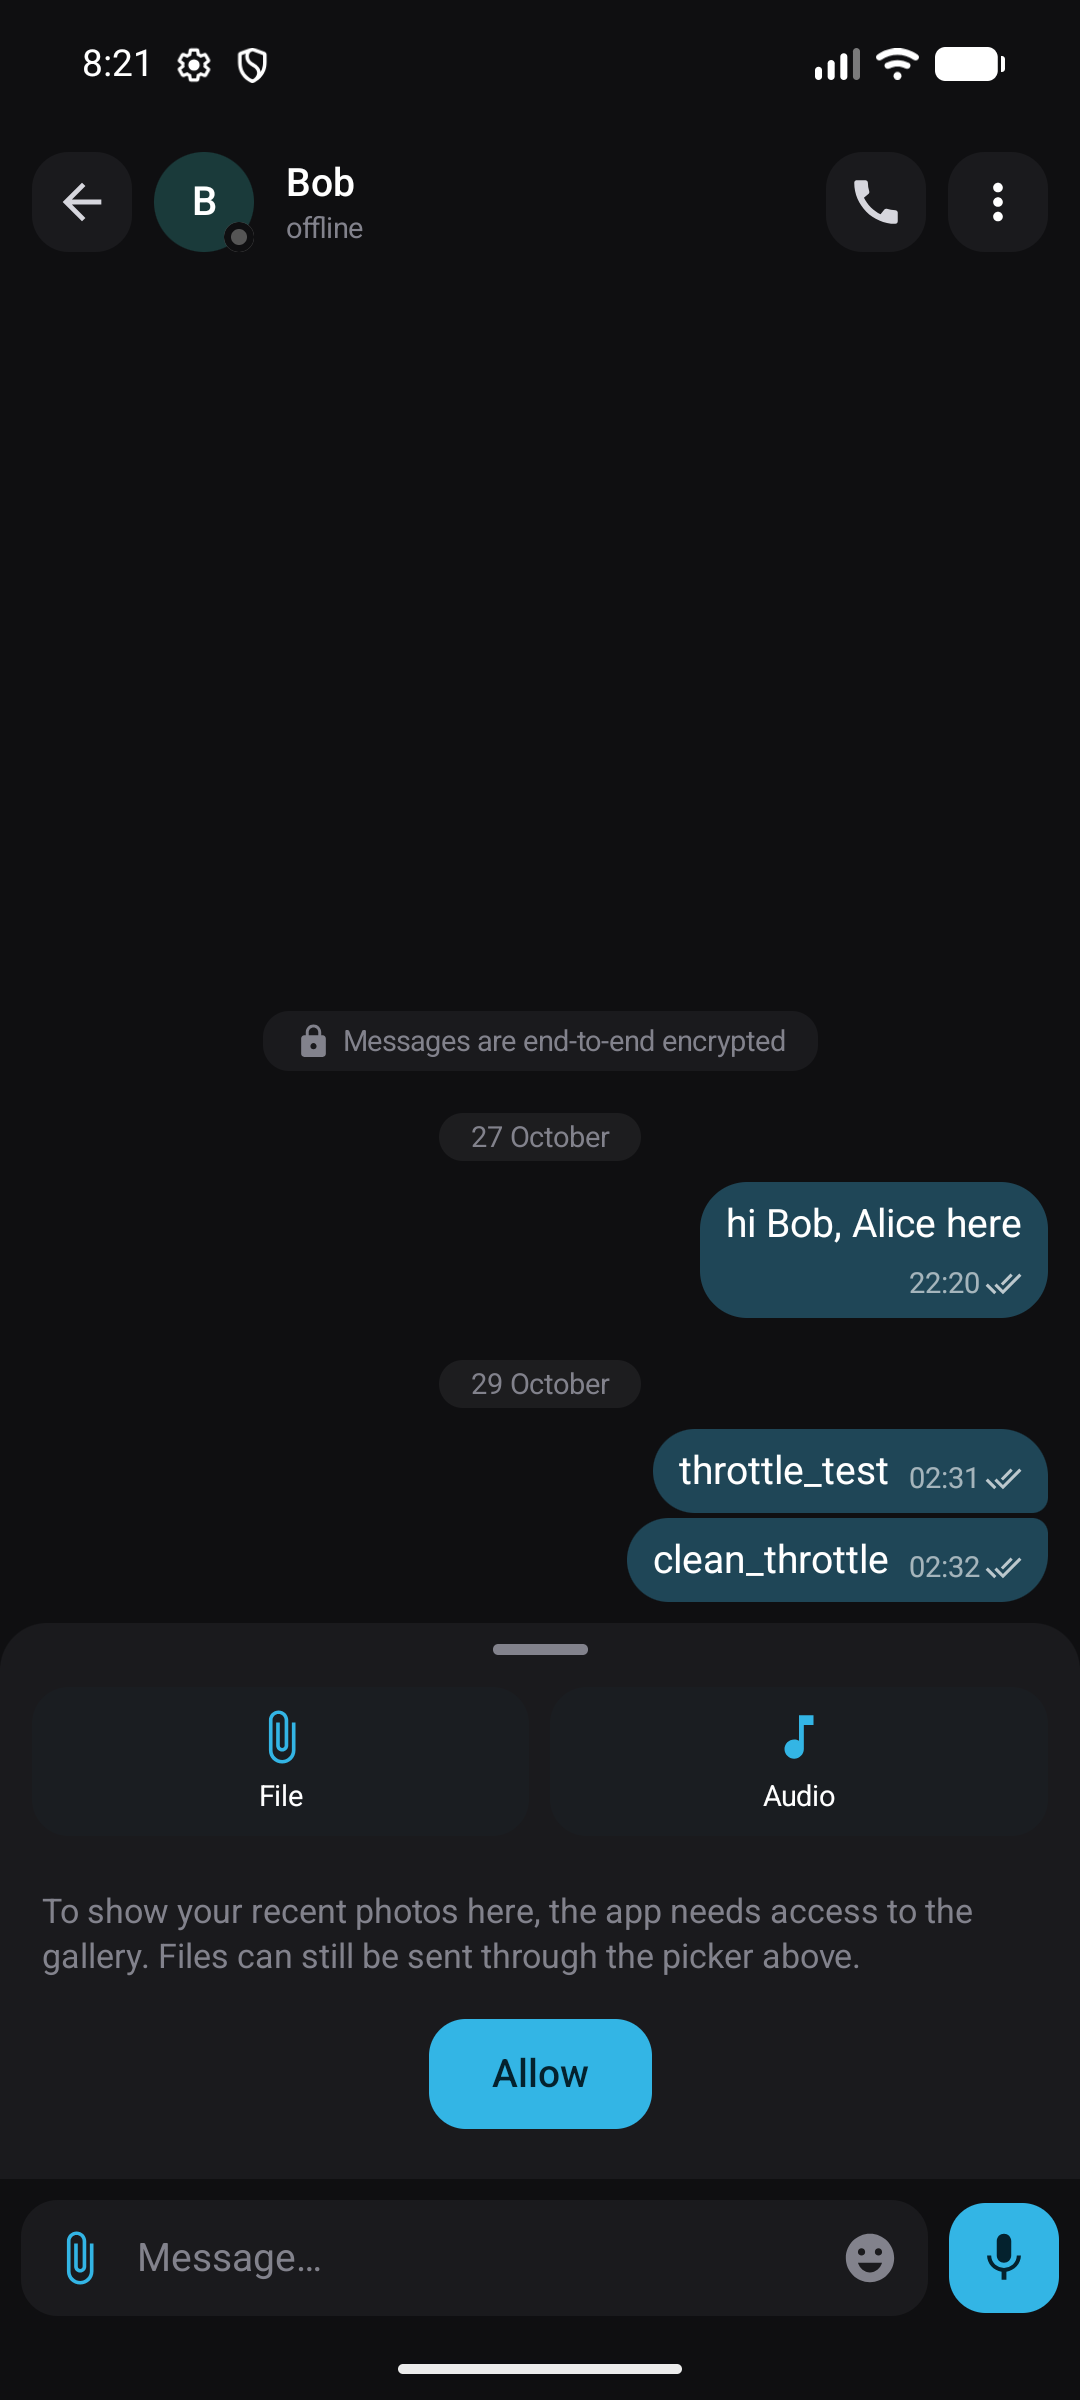 8:21
B
Bob
offline
Messages are end-to-end encrypted
27 October
hi Bob, Alice here
22:20
29 October
throttle_test 02:31
clean_throttle 02:32
File
Audio
To show your recent photos here, the app needs access to the
gallery. Files can still be sent through the picker above.
Allow
Message…